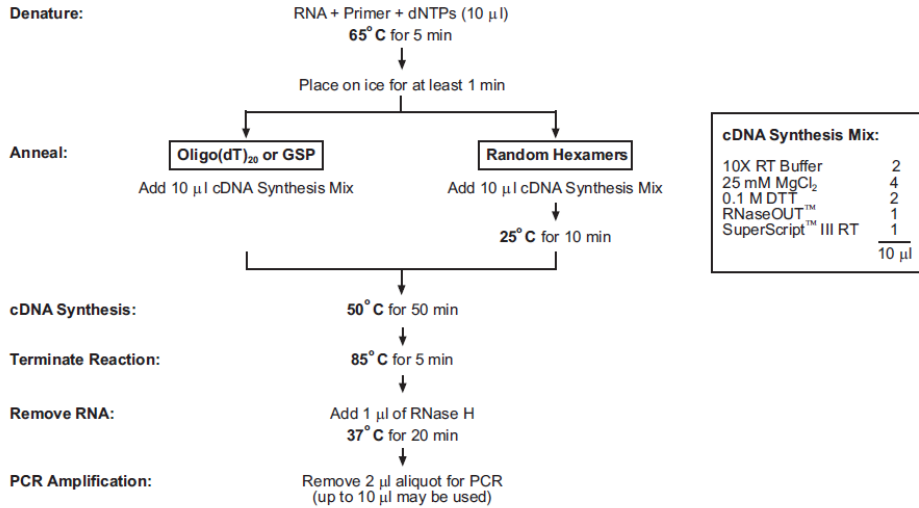 Denature: RNA + Primer + dNTPs (10 µl)
65°C for 5 min
Place on ice for at least 1 min
Anneal: Oligo(dT)20 or GSP Random Hexamers
Add 10 µl cDNA Synthesis Mix Add 10 µl cDNA Synthesis Mix
25°C for 10 min
cDNA Synthesis Mix:
10X RT Buffer 2
25 mM MgCl2 4
0.1 M DTT 2
RNaseOUT™ 1
SuperScript™ III RT 1
10 µl
cDNA Synthesis: 50°C for 50 min
Terminate Reaction: 85°C for 5 min
Remove RNA: Add 1 µl of RNase H
37°C for 20 min
PCR Amplification: Remove 2 µl aliquot for PCR
(up to 10 µl may be used)